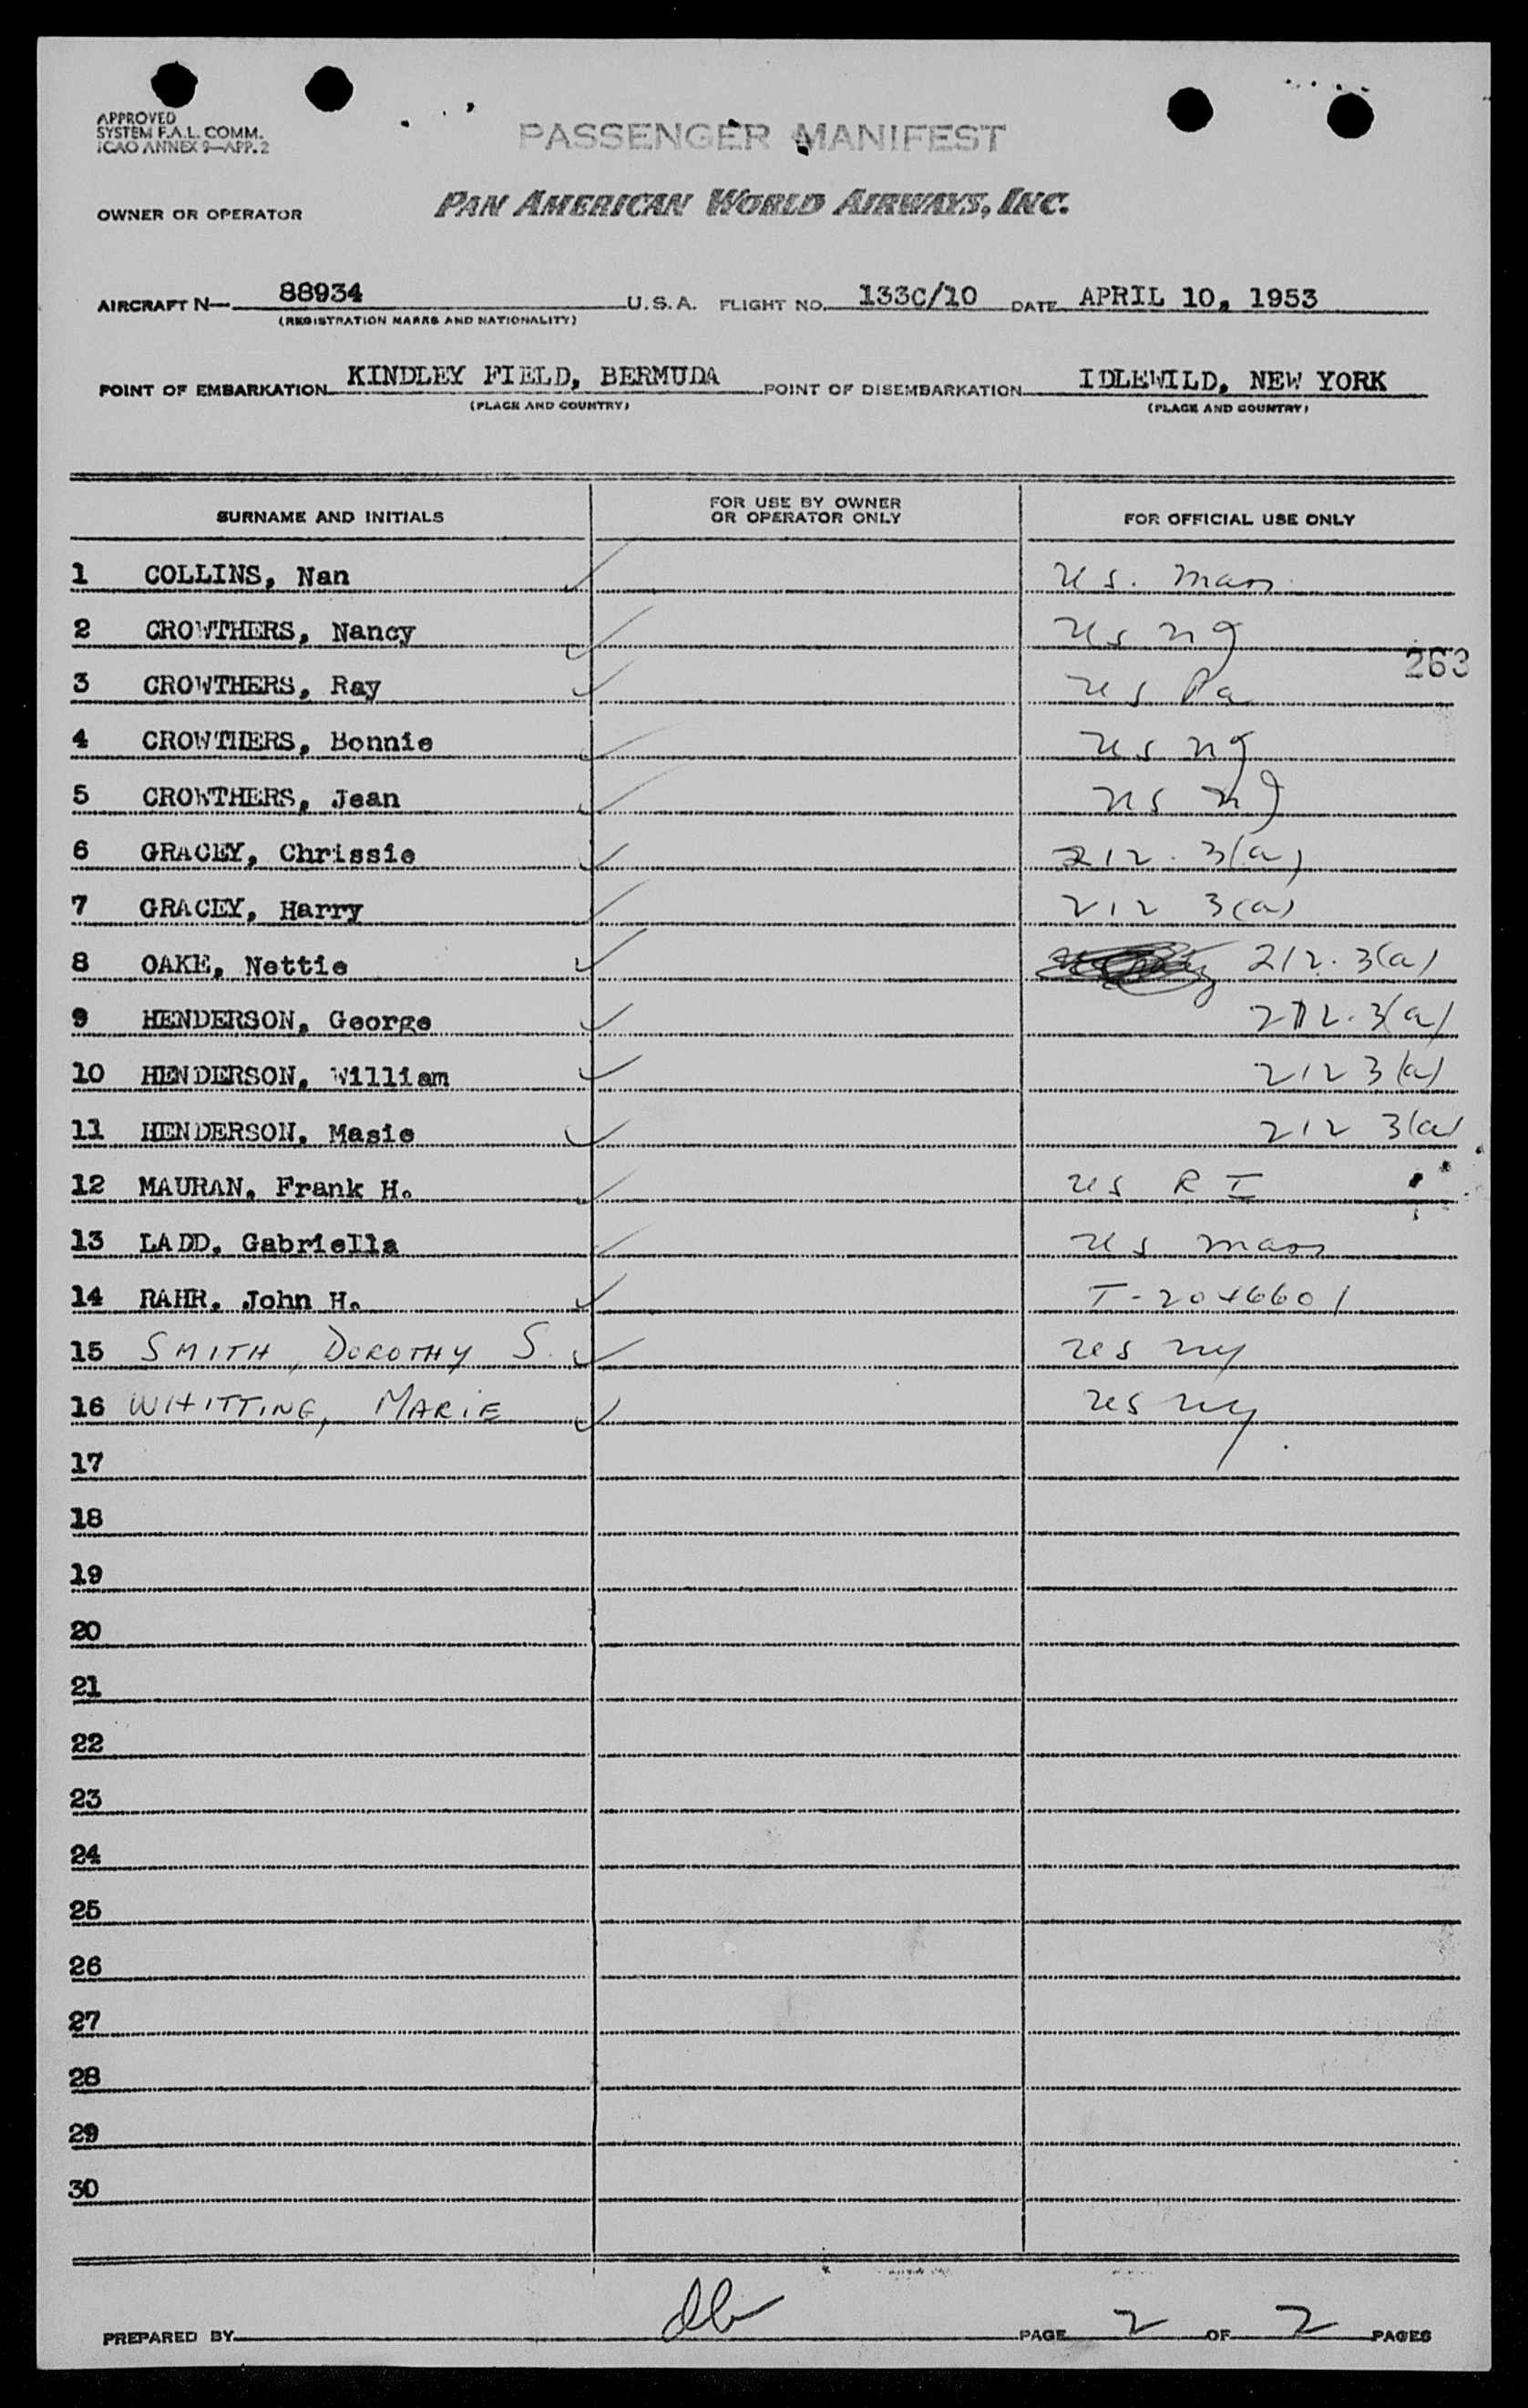 APPROVED
SYSTEM F.A.L. COMM.
ICAO ANNEX 9—APP. 2
PASSENGER MANIFEST
OWNER OR OPERATOR PAN AMERICAN WORLD AIRWAYS, INC.
AIRCRAFT N— 88934 U.S.A. FLIGHT NO. 133C/10 DATE APRIL 10, 1953
(REGISTRATION MARKS AND NATIONALITY)
POINT OF EMBARKATION KINDLEY FIELD, BERMUDA POINT OF DISEMBARKATION IDLEWILD, NEW YORK
(PLACE AND COUNTRY) (PLACE AND COUNTRY)
SURNAME AND INITIALS FOR USE BY OWNER OR OPERATOR ONLY FOR OFFICIAL USE ONLY
1 COLLINS, Nan ✓ us. mass
2 CROWTHERS, Nancy ✓ us nj
263
3 CROWTHERS, Ray ✓ us Pa
4 CROWTHERS, Bonnie ✓ us nj
5 CROWTHERS, Jean ✓ us nj
6 GRACEY, Chrissie ✓ 212. 3(a)
7 GRACEY, Harry ✓ 212 3(a)
8 OAKE, Nettie ✓ 212. 3(a)
9 HENDERSON, George ✓ 212. 3(a)
10 HENDERSON, William ✓ 212 3(a)
11 HENDERSON, Masie ✓ 212 3(a)
12 MAURAN, Frank H. ✓ us R I
13 LADD, Gabriella ✓ us mass
14 RAHR, John H. ✓ I-2046601
15 SMITH, DOROTHY S. ✓ us ny
16 WHITTING, MARIE ✓ us ny
17
18
19
20
21
22
23
24
25
26
27
28
29
30
PREPARED BY PAGE 2 OF 2 PAGES